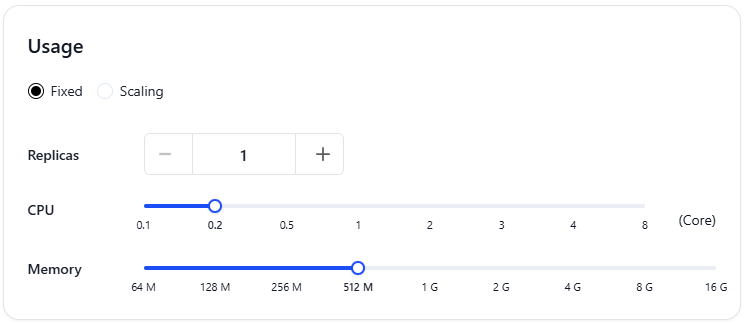 Usage
Fixed Scaling
Replicas 1
CPU
0.1 0.2 0.5 1 2 3 4 8 (Core)
Memory
64 M 128 M 256 M 512 M 1 G 2 G 4 G 8 G 16 G